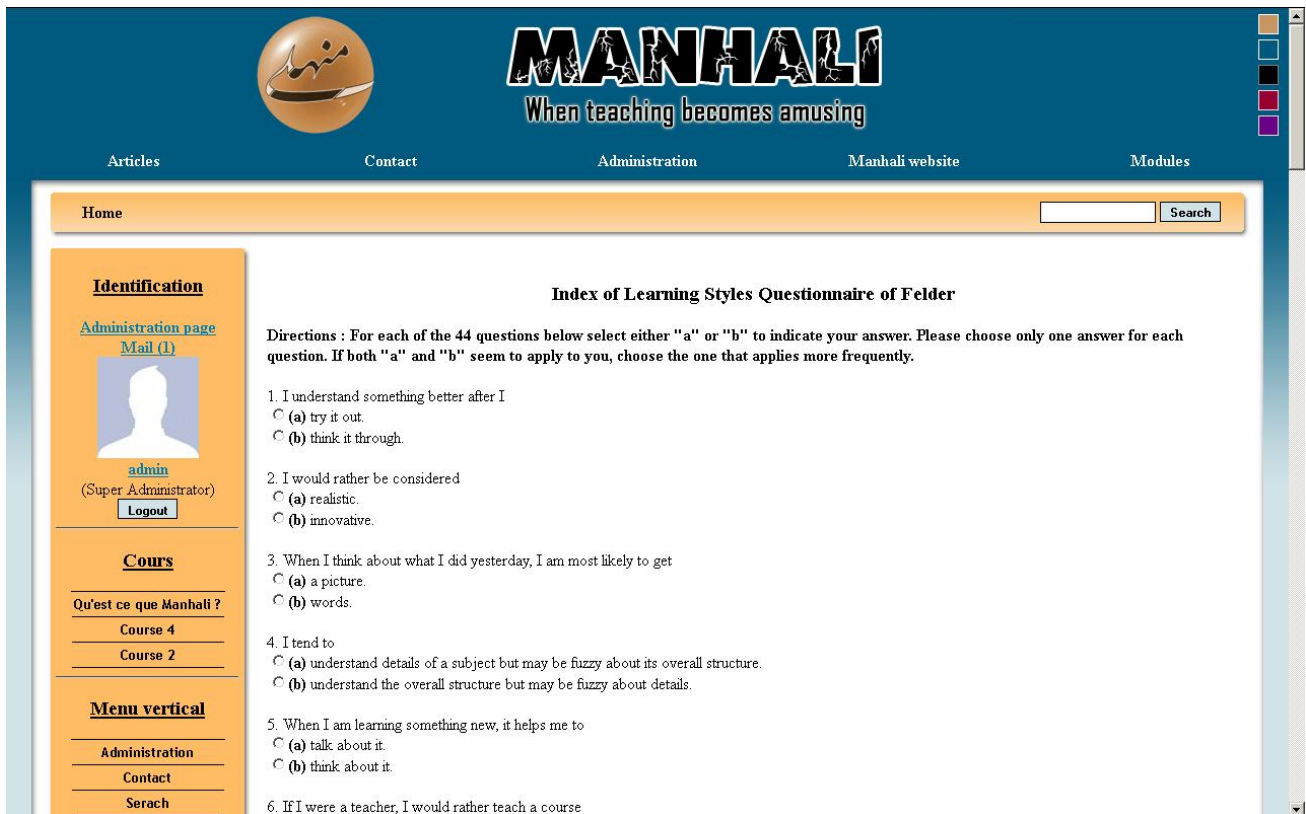 منهلي
MANHALI
When teaching becomes amusing
Articles Contact Administration Manhali website Modules
Home Search
Identification
Administration page
Mail (1)
admin
(Super Administrator)
Logout
Cours
Qu'est ce que Manhali ?
Course 4
Course 2
Menu vertical
Administration
Contact
Serach
Index of Learning Styles Questionnaire of Felder
Directions : For each of the 44 questions below select either "a" or "b" to indicate your answer. Please choose only one answer for each
question. If both "a" and "b" seem to apply to you, choose the one that applies more frequently.
1. I understand something better after I
(a) try it out.
(b) think it through.
2. I would rather be considered
(a) realistic.
(b) innovative.
3. When I think about what I did yesterday, I am most likely to get
(a) a picture.
(b) words.
4. I tend to
(a) understand details of a subject but may be fuzzy about its overall structure.
(b) understand the overall structure but may be fuzzy about details.
5. When I am learning something new, it helps me to
(a) talk about it.
(b) think about it.
6. If I were a teacher, I would rather teach a course